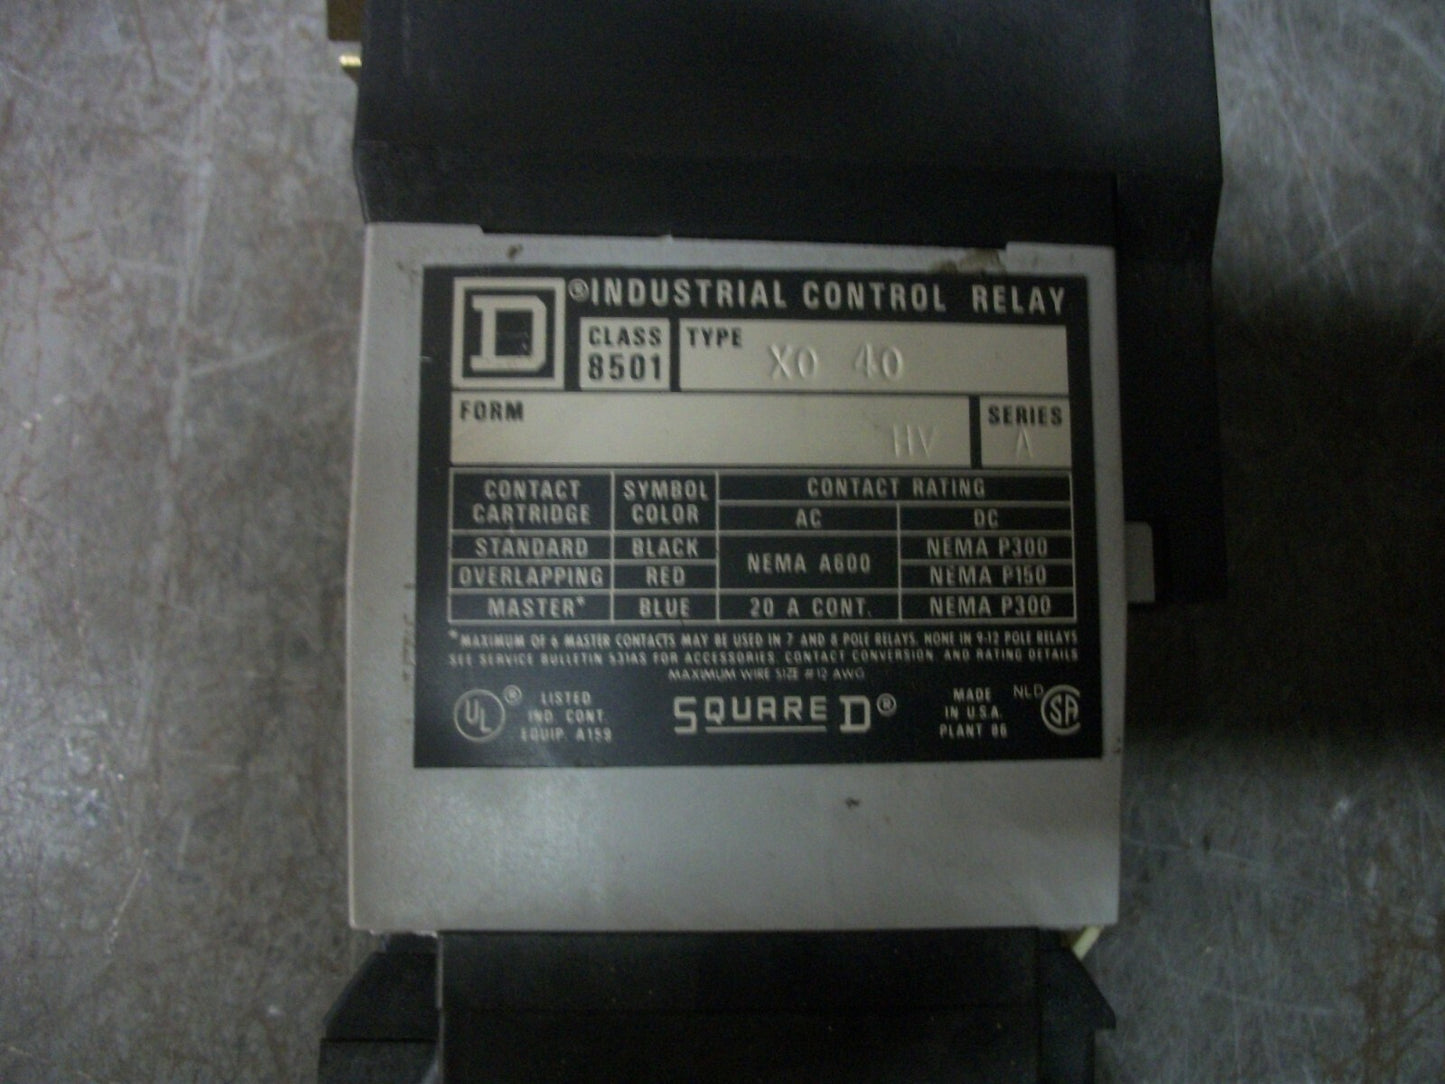 D ® INDUSTRIAL CONTROL RELAY
CLASS 8501 TYPE XO 40
FORM HV SERIES A
CONTACT CARTRIDGE SYMBOL COLOR CONTACT RATING
AC DC
STANDARD BLACK NEMA A600 NEMA P300
OVERLAPPING RED NEMA P150
MASTER* BLUE 20 A CONT. NEMA P300
*MAXIMUM OF 6 MASTER CONTACTS MAY BE USED IN 7 AND 8 POLE RELAYS, NONE IN 9-12 POLE RELAYS
SEE SERVICE BULLETIN 531AS FOR ACCESSORIES, CONTACT CONVERSION AND RATING DETAILS
MAXIMUM WIRE SIZE #12 AWG
UL ® LISTED
IND. CONT.
EQUIP. A159
SQUARE D ®
MADE
IN U.S.A.
PLANT 86
NLD SA